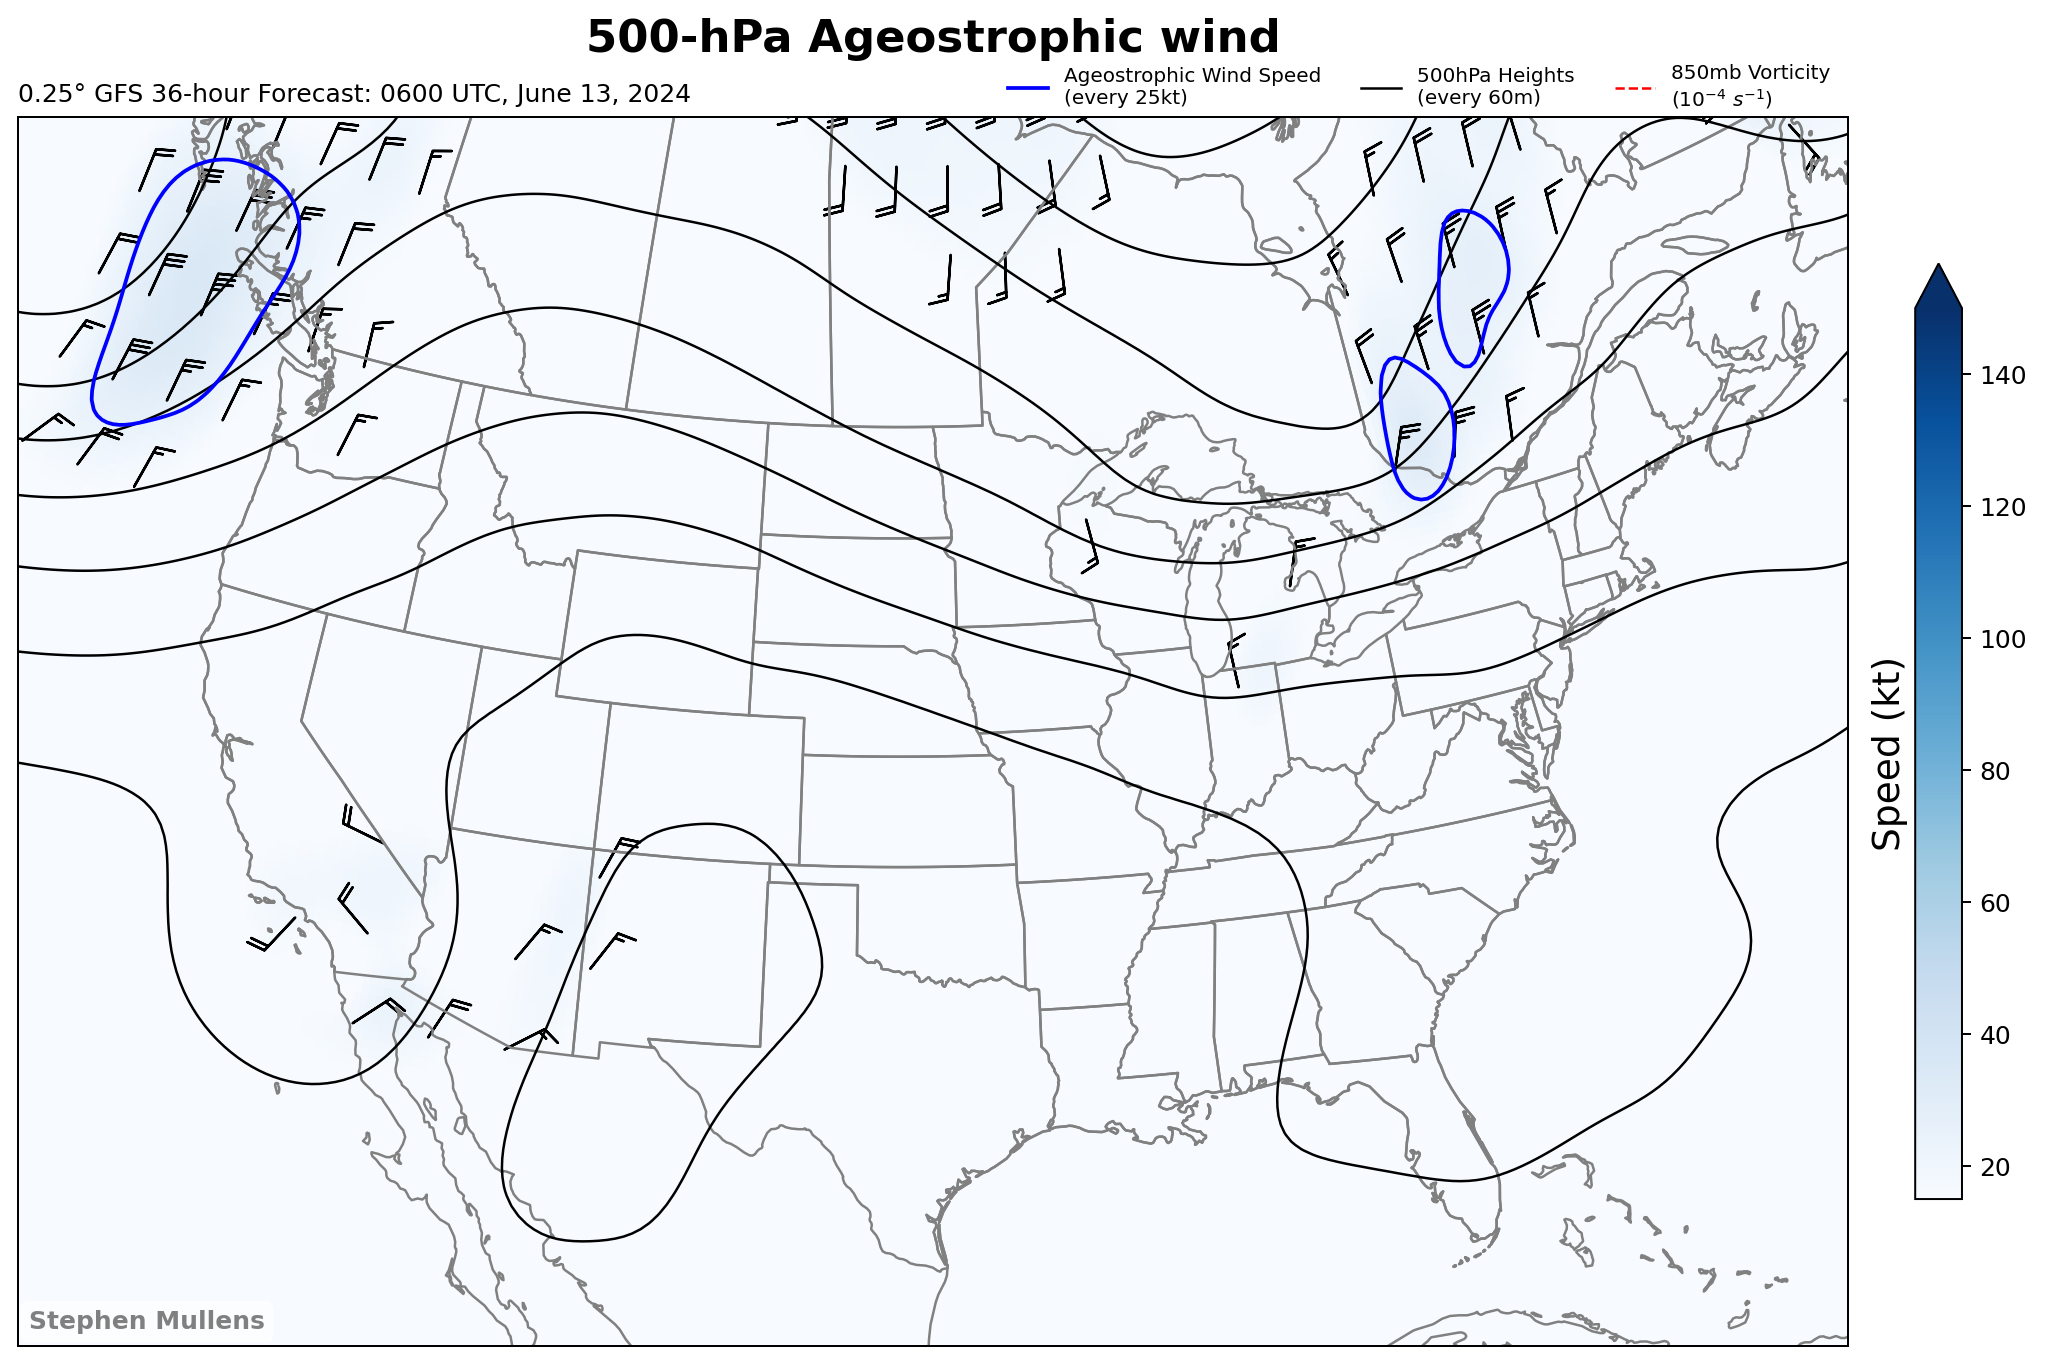 500-hPa Ageostrophic wind
0.25° GFS 36-hour Forecast: 0600 UTC, June 13, 2024
Ageostrophic Wind Speed
(every 25kt)
500hPa Heights
(every 60m)
850mb Vorticity
(10⁻⁴ s⁻¹)
140
120
100
80
60
40
20
Speed (kt)
Stephen Mullens